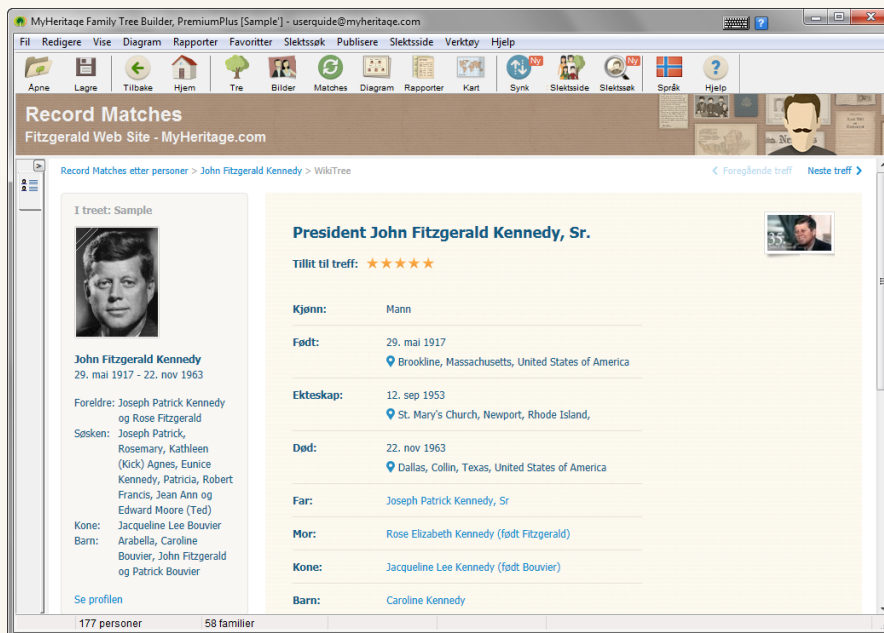 MyHeritage Family Tree Builder, PremiumPlus [Sample'] - userguide@myheritage.com
Fil Redigere Vise Diagram Rapporter Favoritter Slektssøk Publisere Slektsside Verktøy Hjelp
Åpne Lagre Tilbake Hjem Tre Bilder Matches Diagram Rapporter Kart Synk Ny Slektsside Slektssøk Ny Språk Hjelp
Record Matches
Fitzgerald Web Site - MyHeritage.com
Record Matches etter personer > John Fitzgerald Kennedy > WikiTree
Foregående treff Neste treff
I treet: Sample
John Fitzgerald Kennedy
29. mai 1917 - 22. nov 1963
Foreldre: Joseph Patrick Kennedy
og Rose Fitzgerald
Søsken: Joseph Patrick,
Rosemary, Kathleen
(Kick) Agnes, Eunice
Kennedy, Patricia, Robert
Francis, Jean Ann og
Edward Moore (Ted)
Kone: Jacqueline Lee Bouvier
Barn: Arabella, Caroline
Bouvier, John Fitzgerald
og Patrick Bouvier
Se profilen
President John Fitzgerald Kennedy, Sr.
35
Tillit til treff:
Kjønn: Mann
Født: 29. mai 1917
Brookline, Massachusetts, United States of America
Ekteskap: 12. sep 1953
St. Mary's Church, Newport, Rhode Island,
Død: 22. nov 1963
Dallas, Collin, Texas, United States of America
Far: Joseph Patrick Kennedy, Sr
Mor: Rose Elizabeth Kennedy (født Fitzgerald)
Kone: Jacqueline Lee Kennedy (født Bouvier)
Barn: Caroline Kennedy
177 personer 58 familier